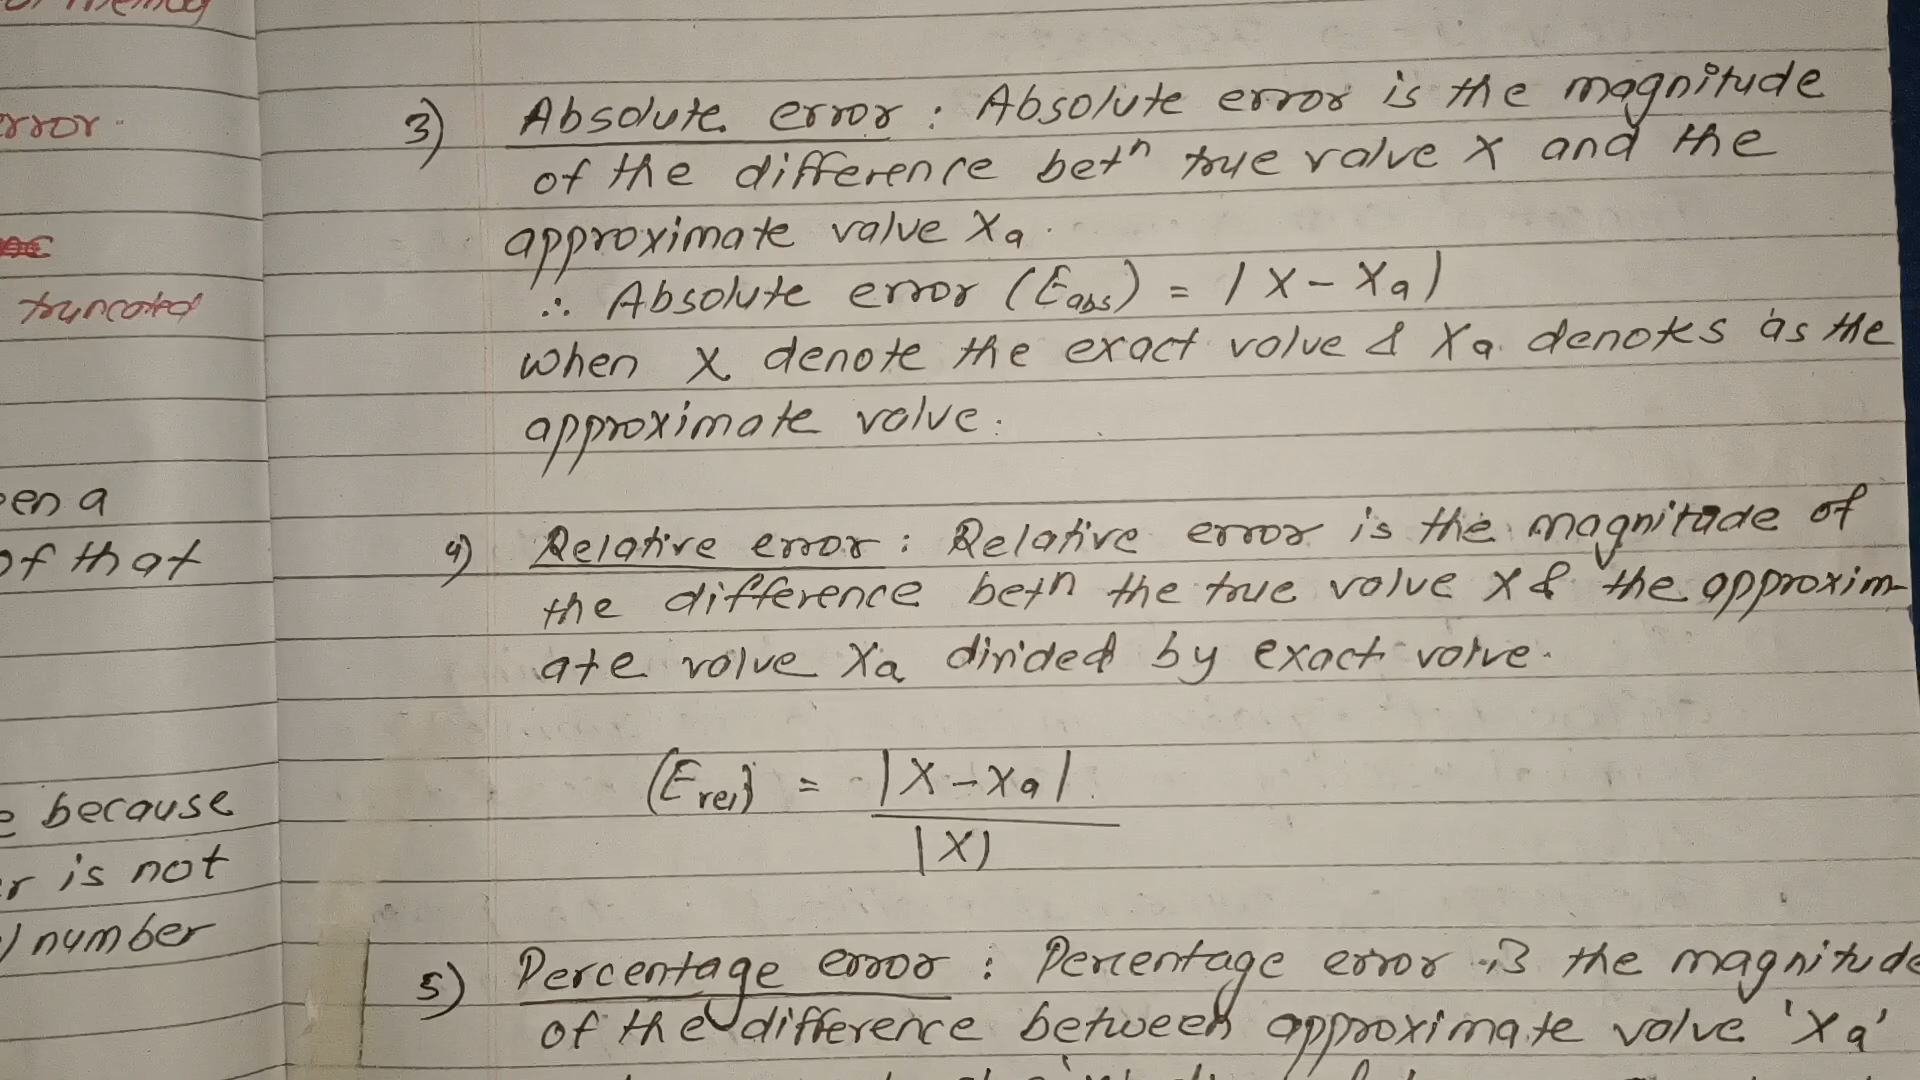 error.
truncated
en a
of that
because
r is not
number
3) Absolute error : Absolute error is the magnitude
of the difference betn true value X and the
approximate value Xa.
∴ Absolute error (Eabs) = |X - Xa|
when X denote the exact value & Xa denotes as the
approximate value.
4) Relative error : Relative error is the magnitude of
the difference betn the true value X & the approxim-
ate value Xa divided by exact value.
(Erel) = |X - Xa|
|X|
5) Percentage error : Percentage error is the magnitude
of the difference between approximate value 'Xa'